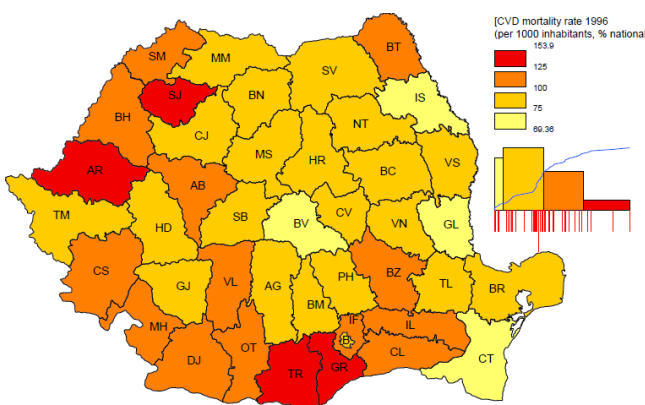 [CVD mortality rate 1996
(per 1000 inhabitants, % national
153.9
125
100
75
69.36
BT
SM
MM
SV
SJ
BN
IS
BH
NT
CJ
MS
HR
VS
AR
BC
AB
TM
SB
CV
HD
BV
VN
GL
CS
BZ
VL
PH
GJ
AG
TL
BR
BM
MH
IF
IL
B
OT
DJ
CL
CT
GR
TR